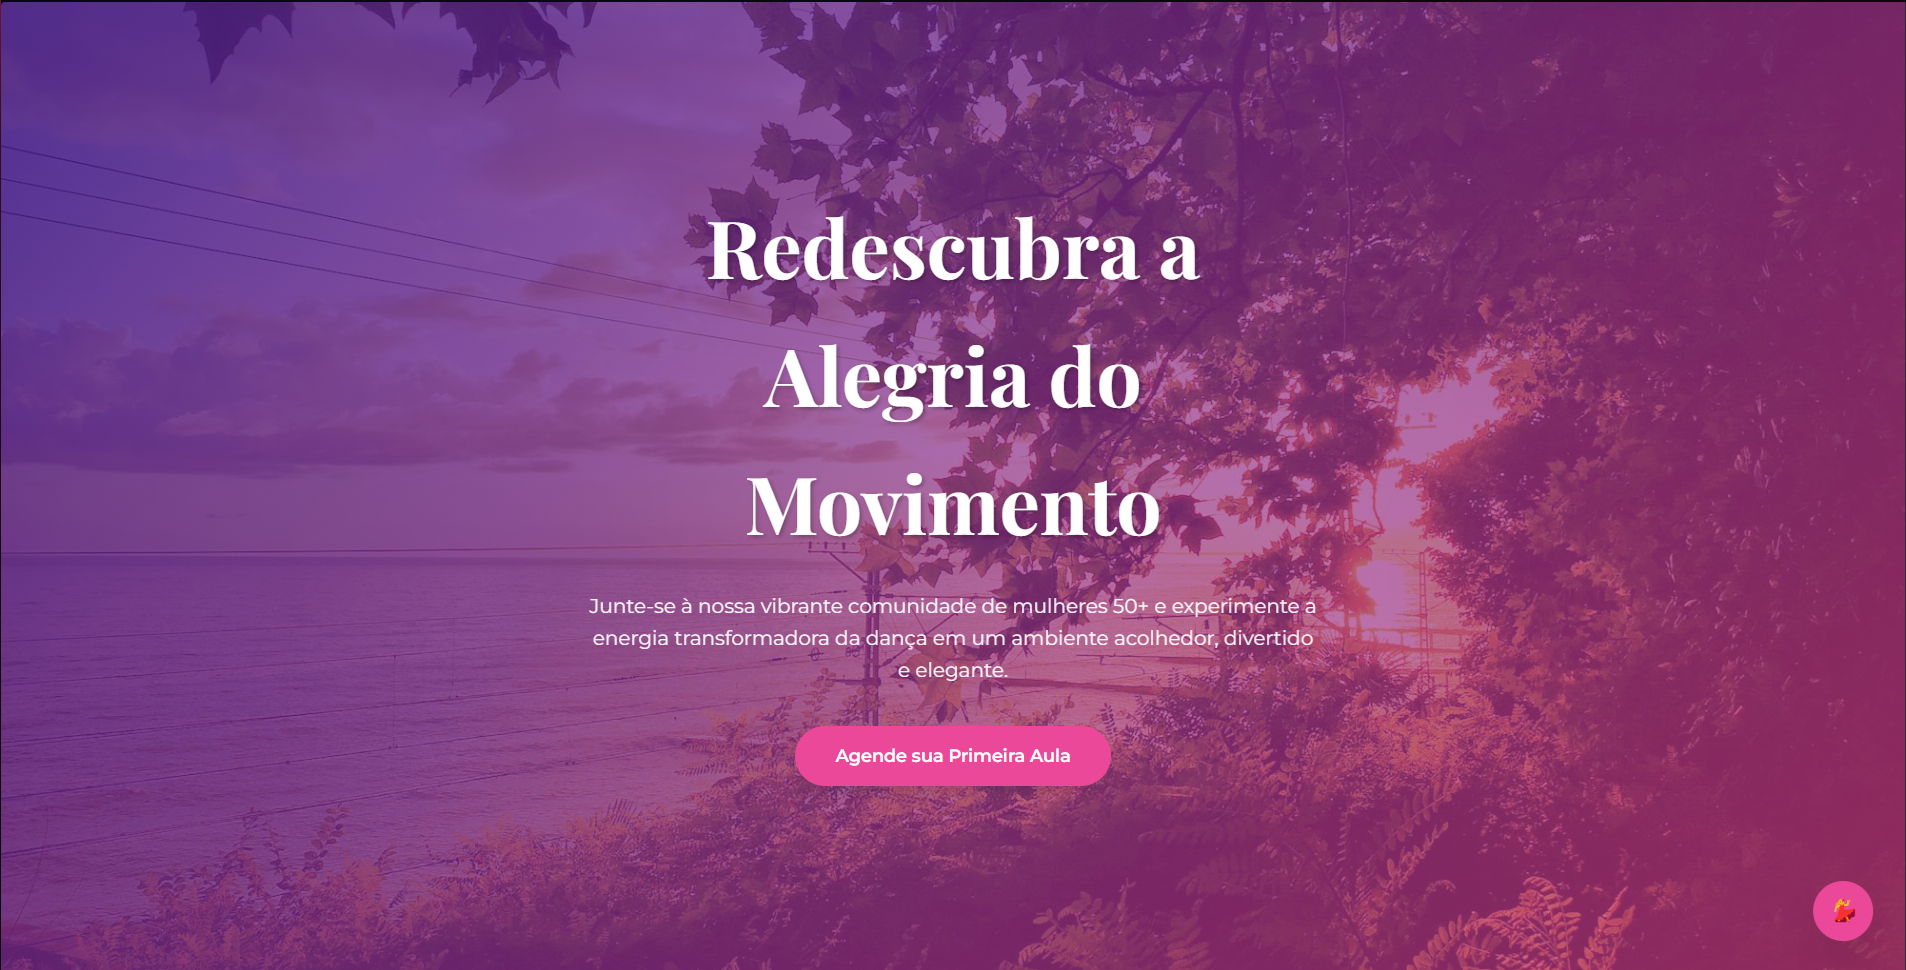 Redescubra a
Alegria do
Movimento
Junte-se à nossa vibrante comunidade de mulheres 50+ e experimente a
energia transformadora da dança em um ambiente acolhedor, divertido
e elegante.
Agende sua Primeira Aula